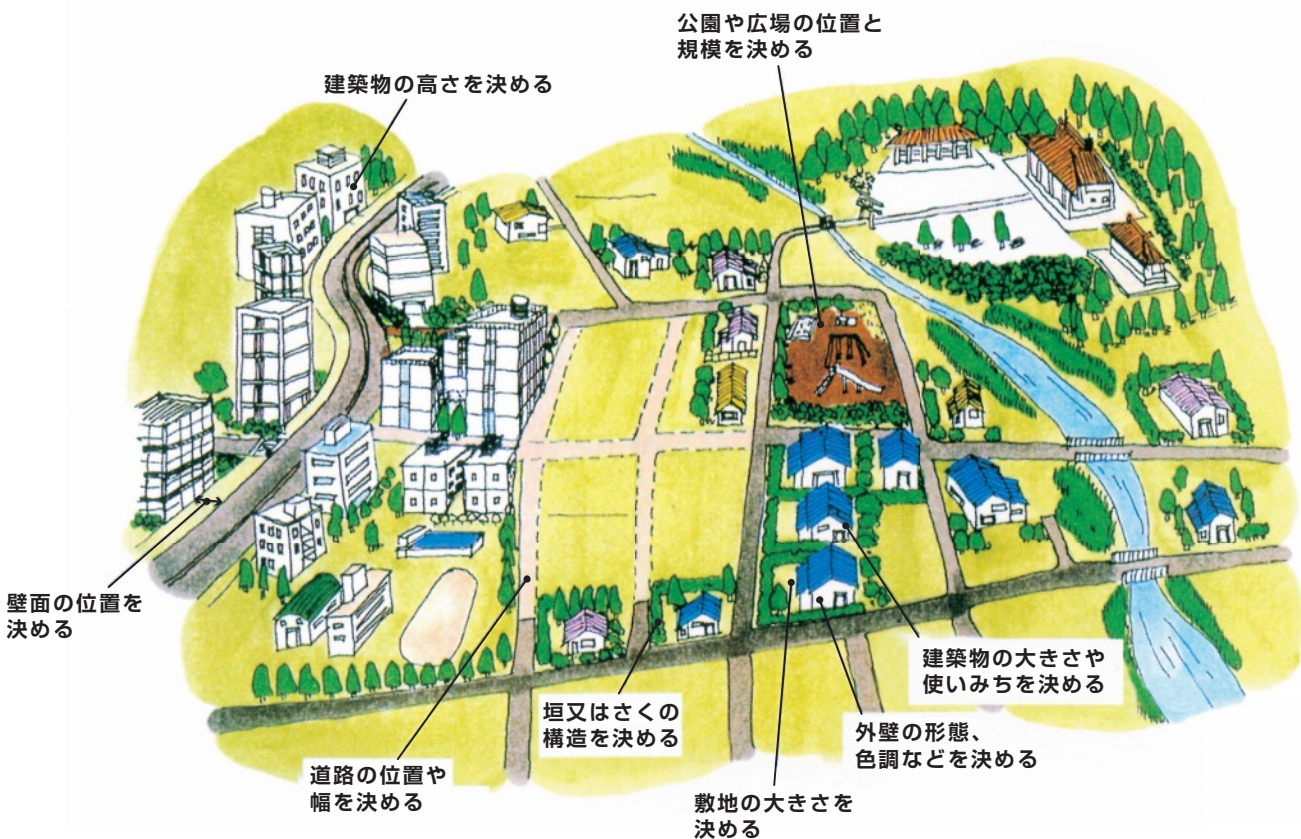 公園や広場の位置と
規模を決める
建築物の高さを決める
壁面の位置を
決める
建築物の大きさや
使いみちを決める
垣又はさくの
構造を決める
外壁の形態、
色調などを決める
道路の位置や
幅を決める
敷地の大きさを
決める